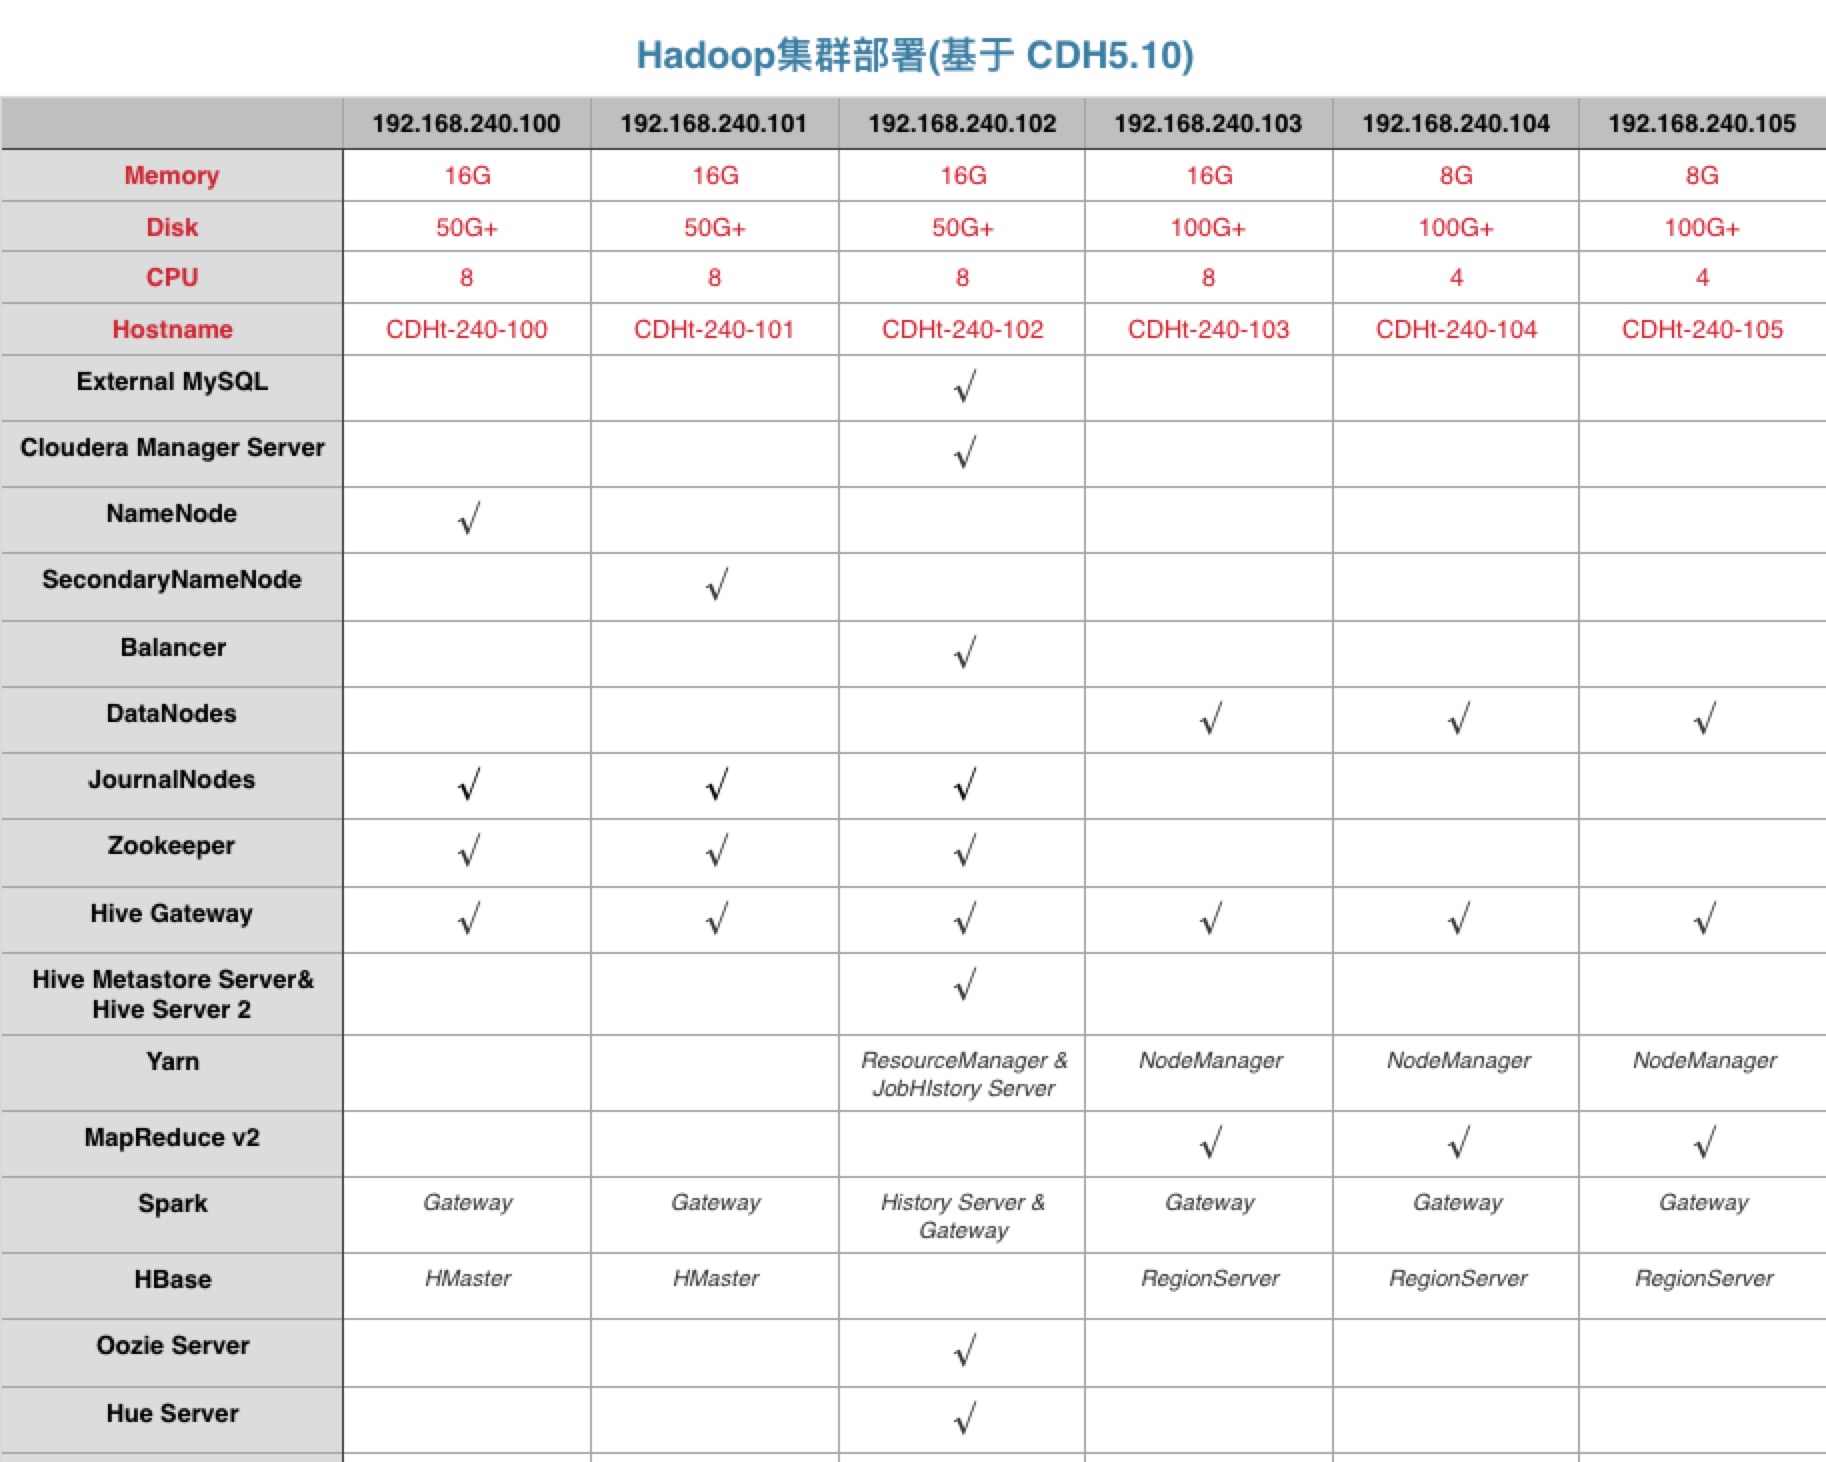 Hadoop集群部署(基于 CDH5.10)
192.168.240.100 192.168.240.101 192.168.240.102 192.168.240.103 192.168.240.104 192.168.240.105
Memory 16G 16G 16G 16G 8G 8G
Disk 50G+ 50G+ 50G+ 100G+ 100G+ 100G+
CPU 8 8 8 8 4 4
Hostname CDHt-240-100 CDHt-240-101 CDHt-240-102 CDHt-240-103 CDHt-240-104 CDHt-240-105
External MySQL √
Cloudera Manager Server √
NameNode √
SecondaryNameNode √
Balancer √
DataNodes √ √ √
JournalNodes √ √ √
Zookeeper √ √ √
Hive Gateway √ √ √ √ √ √
Hive Metastore Server& √
Hive Server 2
Yarn ResourceManager & NodeManager NodeManager NodeManager
JobHIstory Server
MapReduce v2 √ √ √
Spark Gateway Gateway History Server & Gateway Gateway Gateway
Gateway
HBase HMaster HMaster RegionServer RegionServer RegionServer
Oozie Server √
Hue Server √